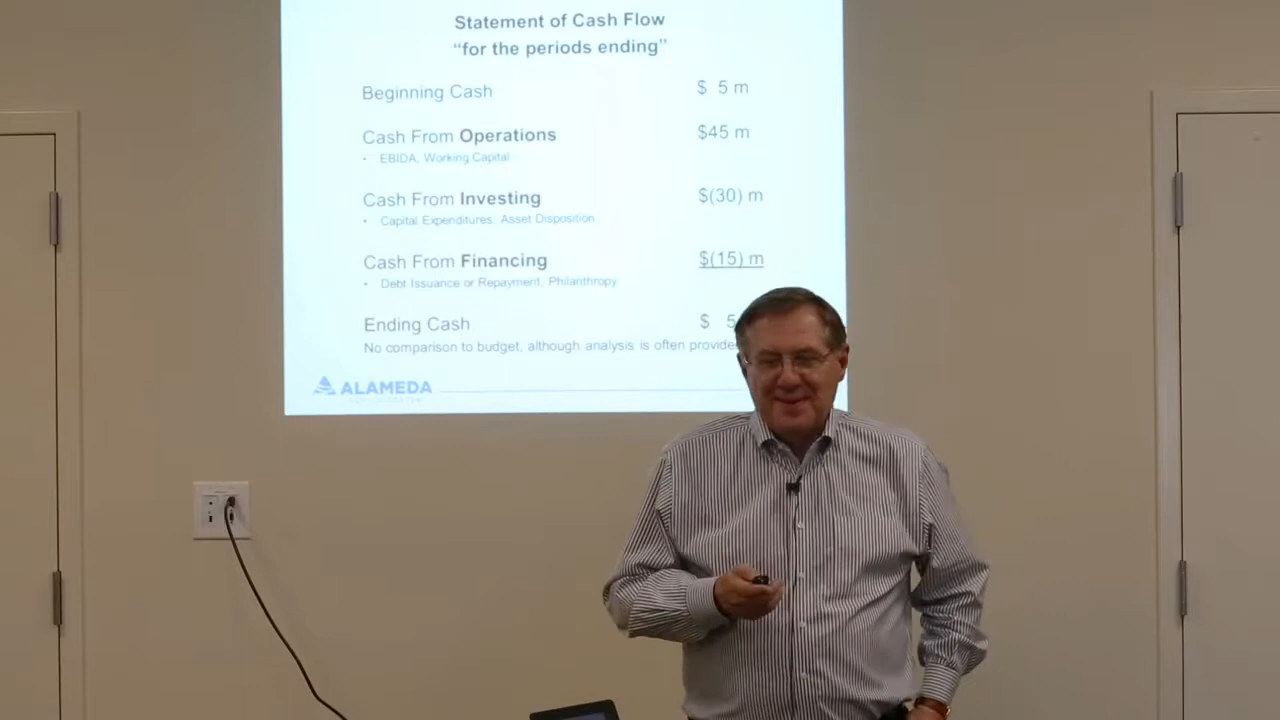 Statement of Cash Flow
“for the periods ending”
Beginning Cash $ 5 m
Cash From Operations $45 m
• EBIDA, Working Capital
Cash From Investing $(30) m
• Capital Expenditures, Asset Disposition
Cash From Financing $(15) m
• Debt Issuance or Repayment, Philanthropy
Ending Cash $ 5
No comparison to budget, although analysis is often provide
ALAMEDA